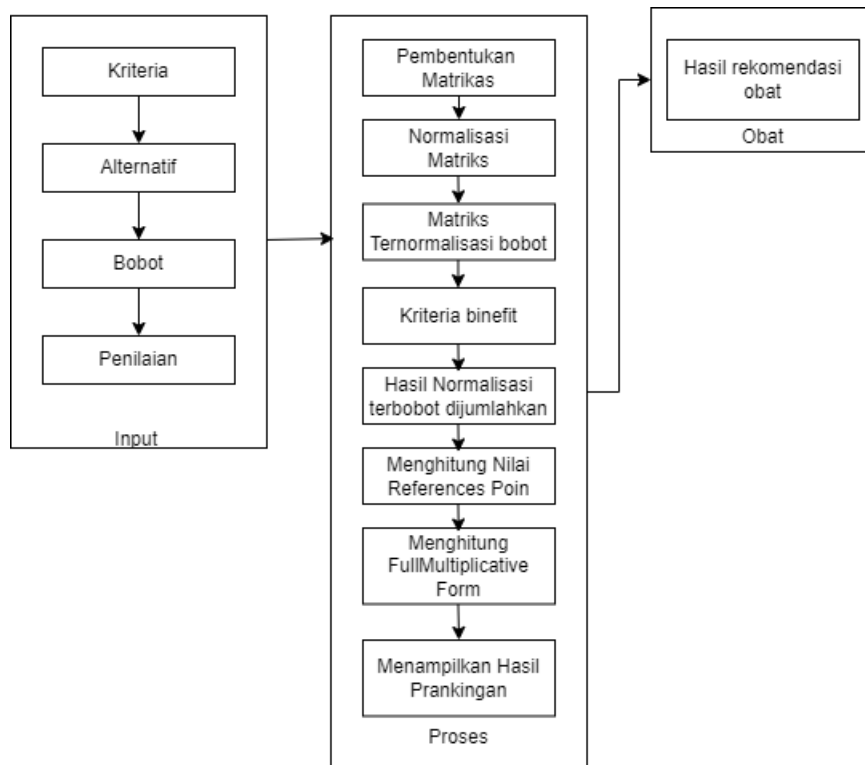 Kriteria
Alternatif
Bobot
Penilaian
Input
Pembentukan
Matrikas
Normalisasi
Matriks
Matriks
Ternormalisasi bobot
Kriteria binefit
Hasil Normalisasi
terbobot dijumlahkan
Menghitung Nilai
References Poin
Menghitung
FullMultiplicative
Form
Menampilkan Hasil
Prankingan
Proses
Hasil rekomendasi
obat
Obat